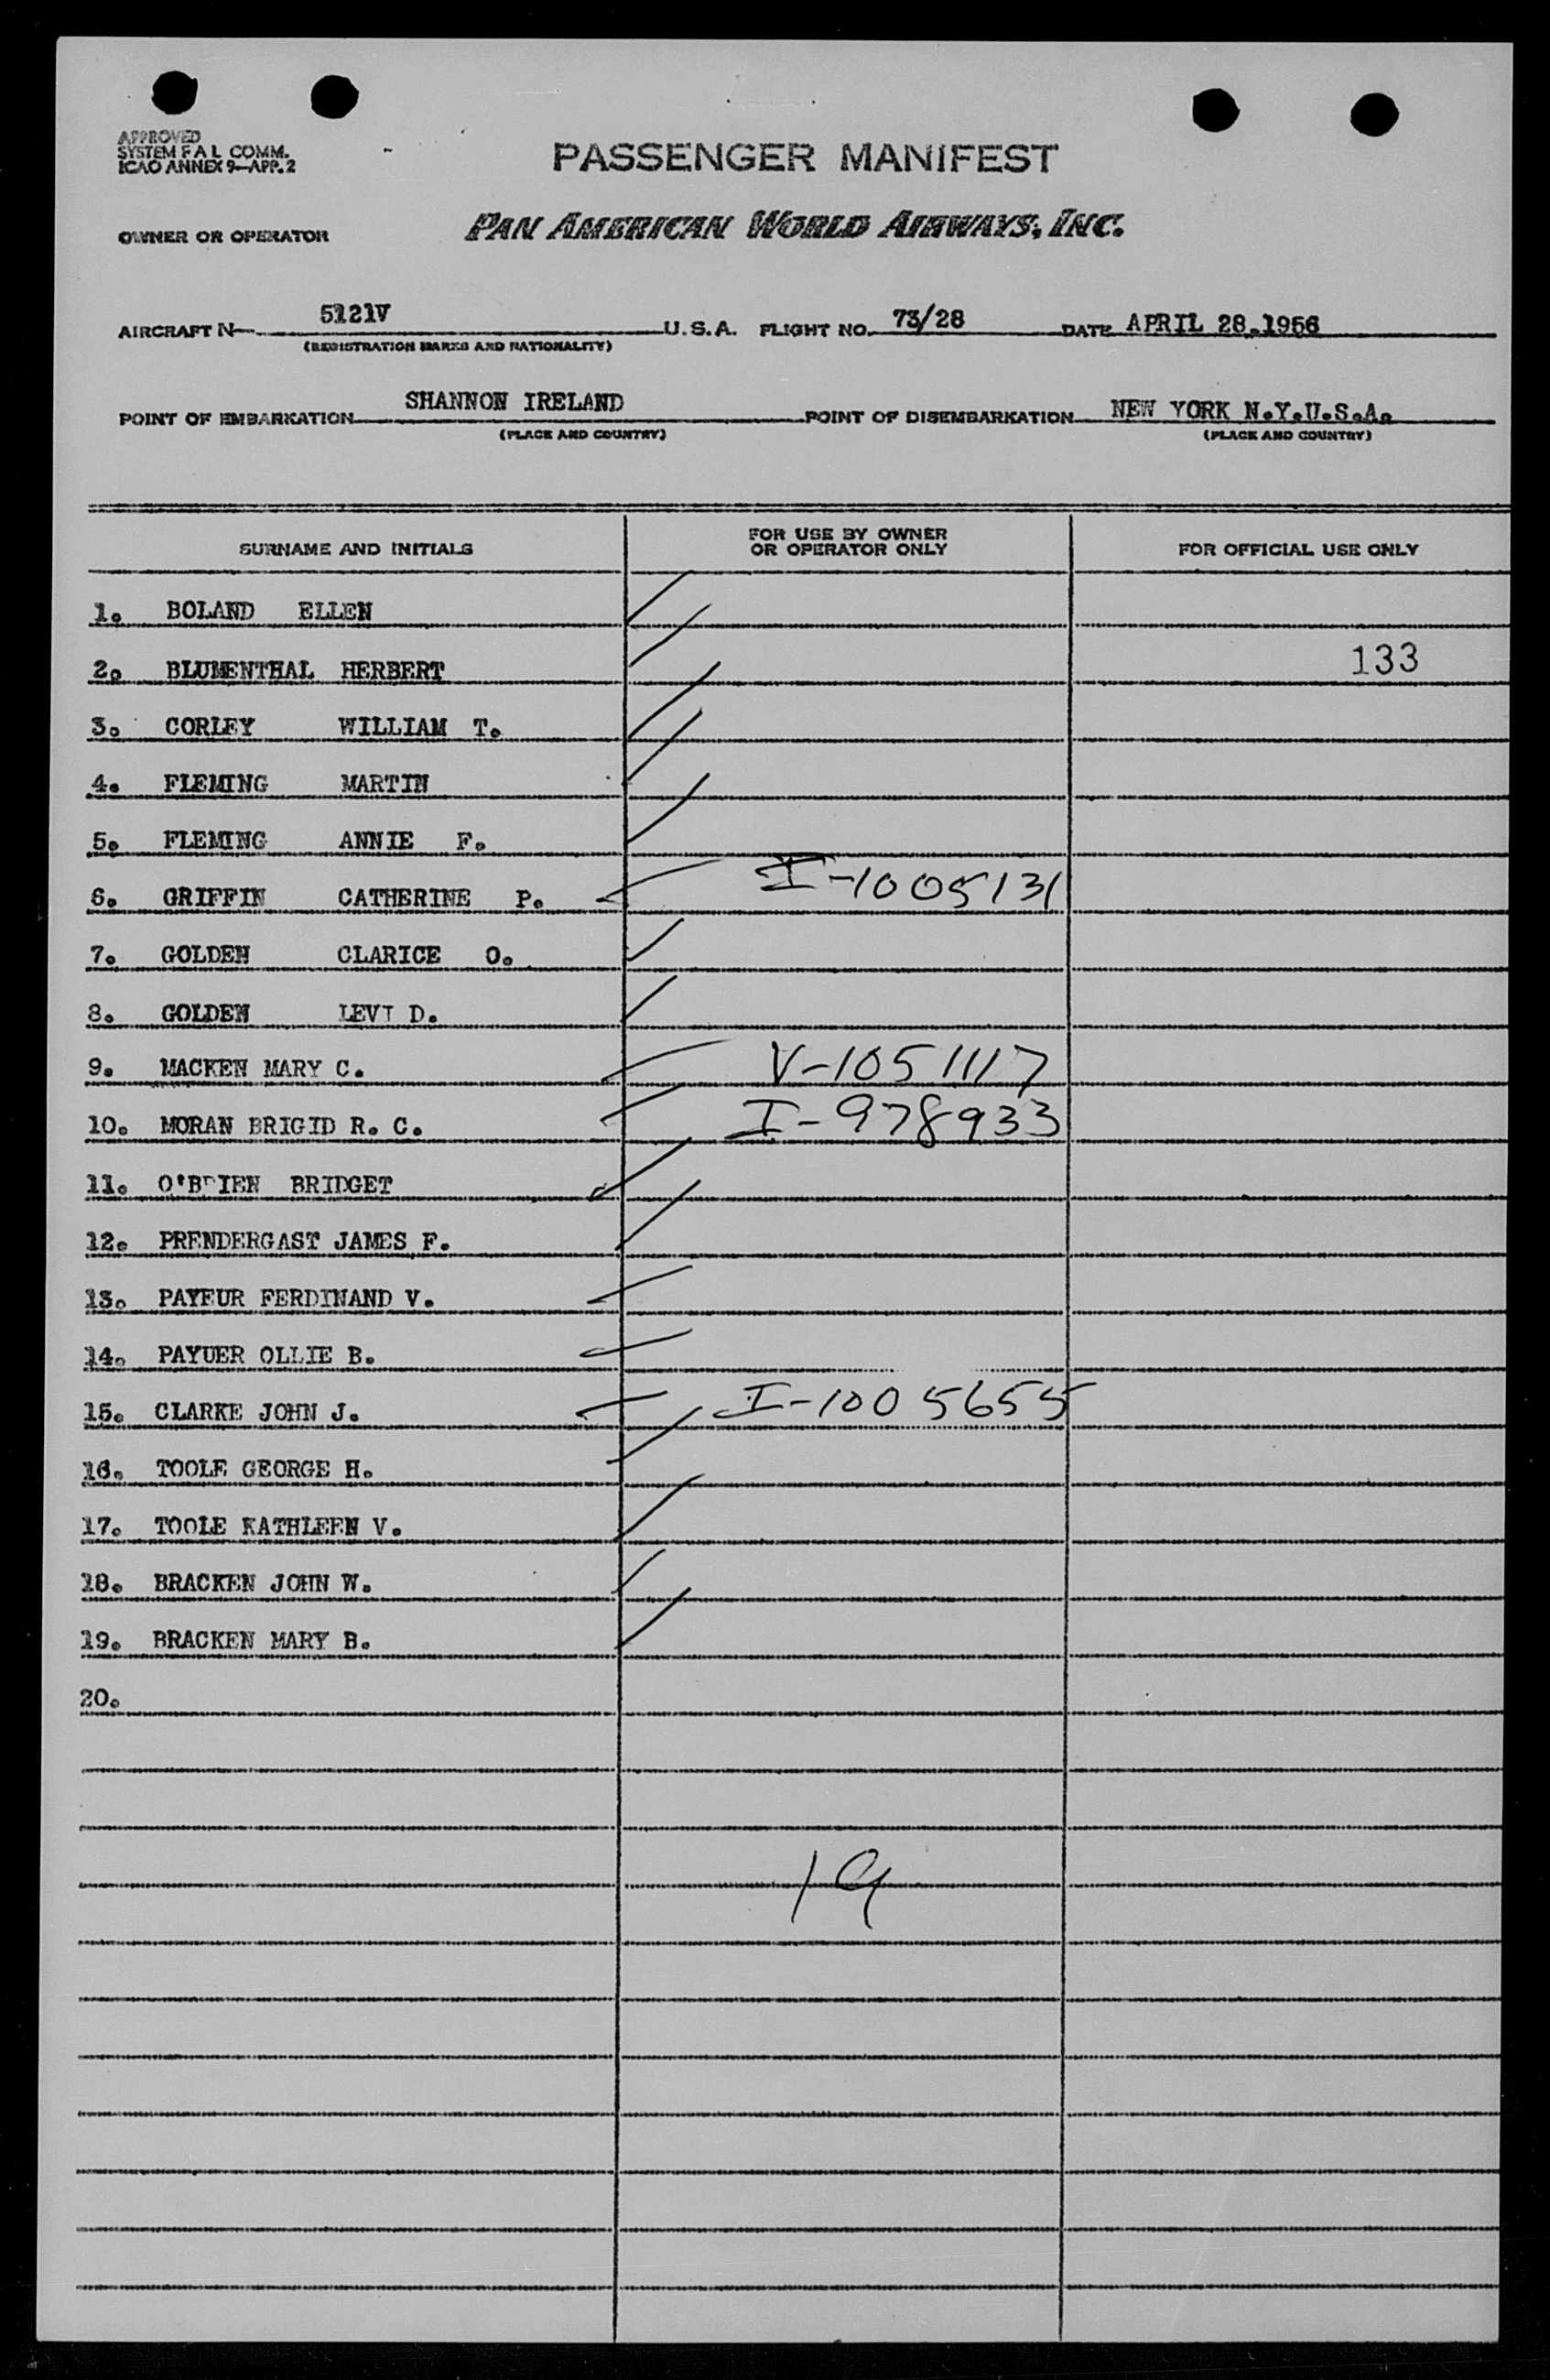 APPROVED
SYSTEM F A L COMM.
ICAO ANNEX 9—APP. 2
PASSENGER MANIFEST
OWNER OR OPERATOR PAN AMERICAN WORLD AIRWAYS, INC.
AIRCRAFT N 5121V U.S.A. FLIGHT NO. 73/28 DATE APRIL 28.1956
(REGISTRATION MARKS AND NATIONALITY)
POINT OF EMBARKATION SHANNON IRELAND POINT OF DISEMBARKATION NEW YORK N.Y.U.S.A.
(PLACE AND COUNTRY) (PLACE AND COUNTRY)
SURNAME AND INITIALS FOR USE BY OWNER OR OPERATOR ONLY FOR OFFICIAL USE ONLY
1. BOLAND ELLEN
2. BLUMENTHAL HERBERT 133
3. CORLEY WILLIAM T.
4. FLEMING MARTIN
5. FLEMING ANNIE F.
6. GRIFFIN CATHERINE P. I-1005131
7. GOLDEN CLARICE O.
8. GOLDEN LEVI D.
9. MACKEN MARY C. V-1051117
10. MORAN BRIGID R. C. I-978933
11. O'BRIEN BRIDGET
12. PRENDERGAST JAMES F.
13. PAYEUR FERDINAND V.
14. PAYUER OLLIE B.
15. CLARKE JOHN J. I-1005655
16. TOOLE GEORGE H.
17. TOOLE KATHLEEN V.
18. BRACKEN JOHN W.
19. BRACKEN MARY B.
20.
19